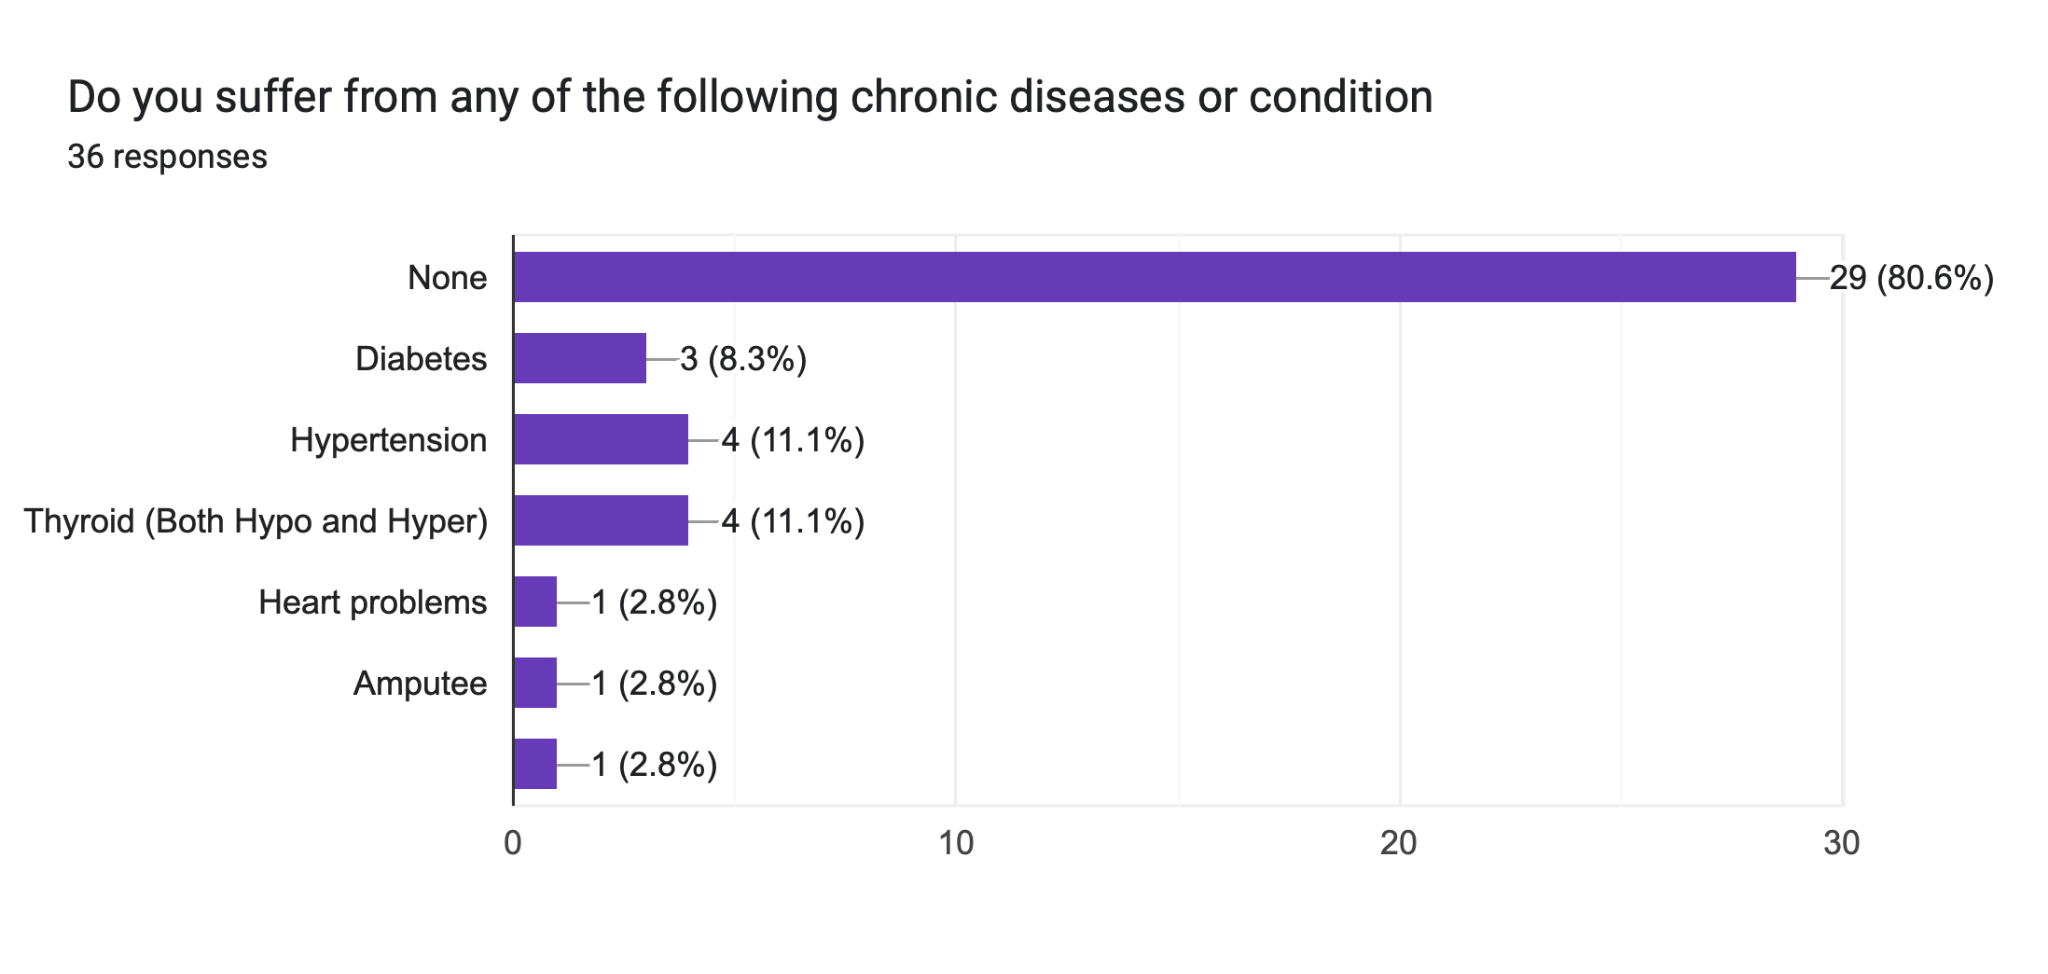 Do you suffer from any of the following chronic diseases or condition
36 responses
None
29 (80.6%)
Diabetes
3 (8.3%)
Hypertension
4 (11.1%)
Thyroid (Both Hypo and Hyper)
4 (11.1%)
Heart problems
1 (2.8%)
Amputee
1 (2.8%)
1 (2.8%)
0
10
20
30